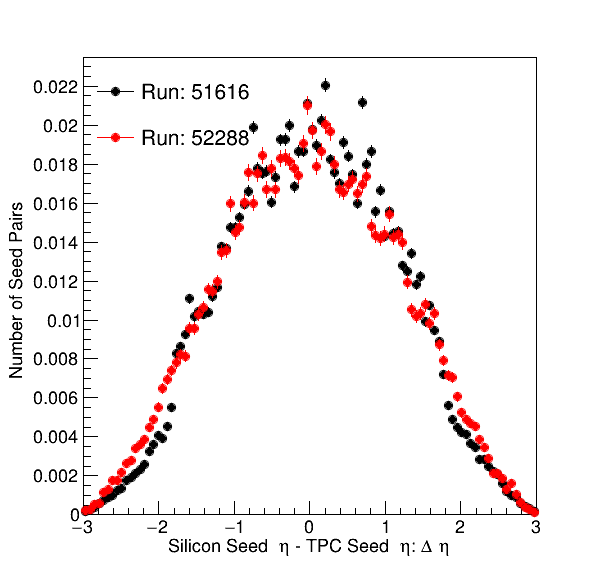 0.022
0.02
0.018
0.016
0.014
0.012
0.01
0.008
0.006
0.004
0.002
0
Number of Seed Pairs
Run: 51616
Run: 52288
−3 −2 −1 0 1 2 3
Silicon Seed η - TPC Seed η: Δ η